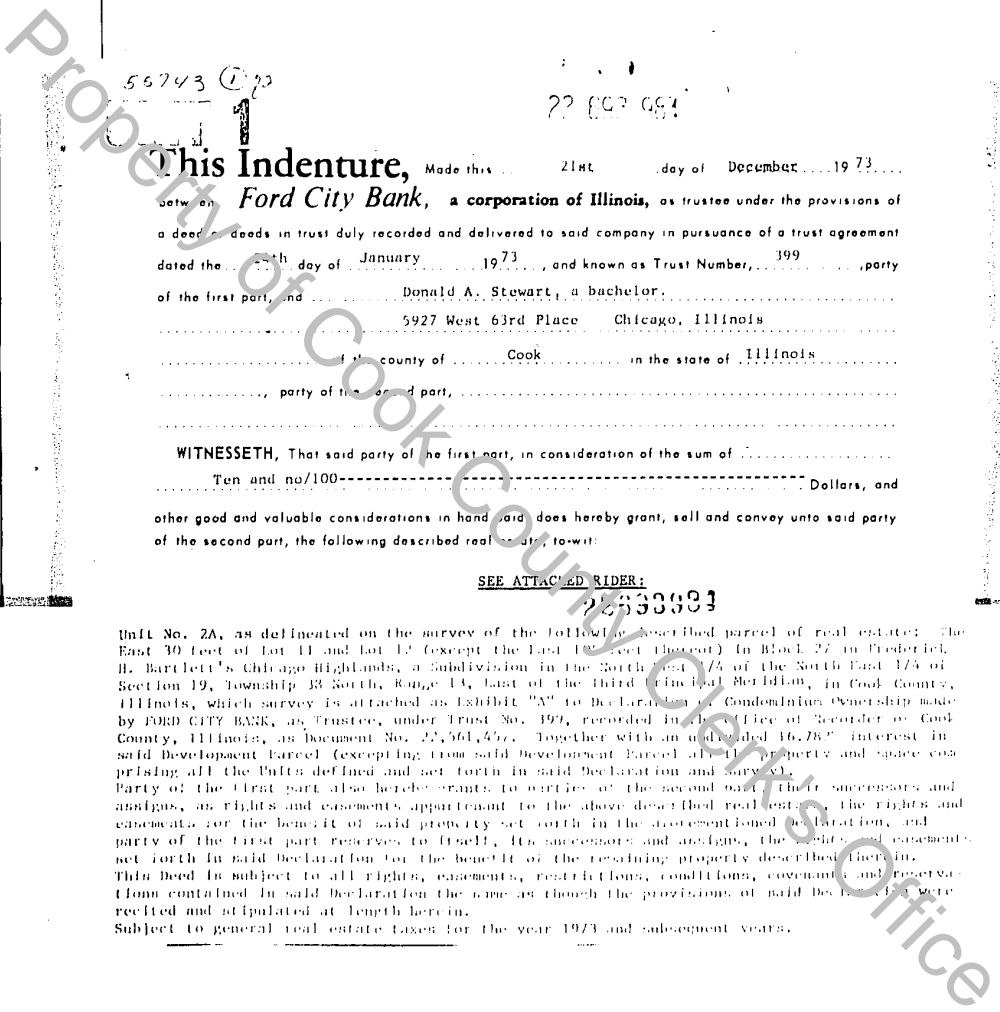 55743 1
22 892 981
1
This Indenture, Made this 21st day of December 1973
Ford City Bank, a corporation of Illinois, as trustee under the provisions of
a deed deeds in trust duly recorded and delivered to said company in pursuance of a trust agreement
dated the day of January 1973, and known as Trust Number, 399, party
of the first part, and Donald A. Stewart, a bachelor.
5927 West 63rd Place Chicago, Illinois
county of Cook in the state of Illinois
, party of the second part,
WITNESSETH, That said party of the first part, in consideration of the sum of
Ten and no/100-------------------------------------------------- Dollars, and
other good and valuable considerations in hand paid, does hereby grant, sell and convey unto said party
of the second part, the following described real estate, to-wit:
SEE ATTACHED RIDER:
Unit No. 2A, as delineated on the survey of the following described parcel of real estate: The
East 30 feet of Lot 11 and Lot 12 (except the feet thereof) in Block 27 in Frederick
H. Bartlett's Chicago Highlands, a Subdivision in the North West 1/4 of the North East 1/4 of
Section 19, Township 38 North, Range 13, East of the Third Principal Meridian, in Cook County,
Illinois, which survey is attached as Exhibit "A" to Declaration of Condominium Ownership made
by FORD CITY BANK, as Trustee, under Trust No. 399, recorded in the Office of Recorder of Cook
County, Illinois, as Document No. 22,561,457. Together with an undivided 16.787 interest in
said Development Parcel (excepting from said Development Parcel all the property and space com
prising all the Units defined and set forth in said Declaration and Survey).
Party of the first part also hereby grants to parties of the second part, their successors and
assigns, as rights and easements appurtenant to the above described real estate, the rights and
easements for the benefit of said property set forth in the aforementioned Declaration, and
party of the first part reserves to itself, its successors and assigns, the rights and easements
set forth in said Declaration for the benefit of the remaining property described therein.
This Deed is subject to all rights, easements, restrictions, conditions, covenants and reserva-
tions contained in said Declaration the same as though the provisions of said Declaration were
recited and stipulated at length herein.
Subject to general real estate taxes for the year 1973 and subsequent years.
Property of Cook County Clerk's Office